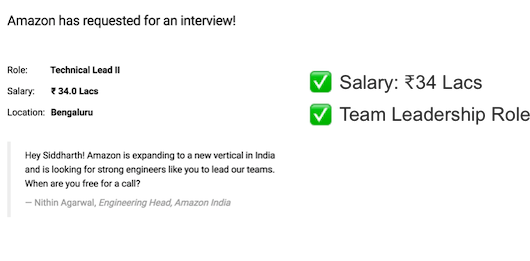 Amazon has requested for an interview!
Role: Technical Lead II
Salary: ₹ 34.0 Lacs
Location: Bengaluru
Hey Siddharth! Amazon is expanding to a new vertical in India
and is looking for strong engineers like you to lead our teams.
When are you free for a call?
— Nithin Agarwal, Engineering Head, Amazon India
✅ Salary: ₹34 Lacs
✅ Team Leadership Role